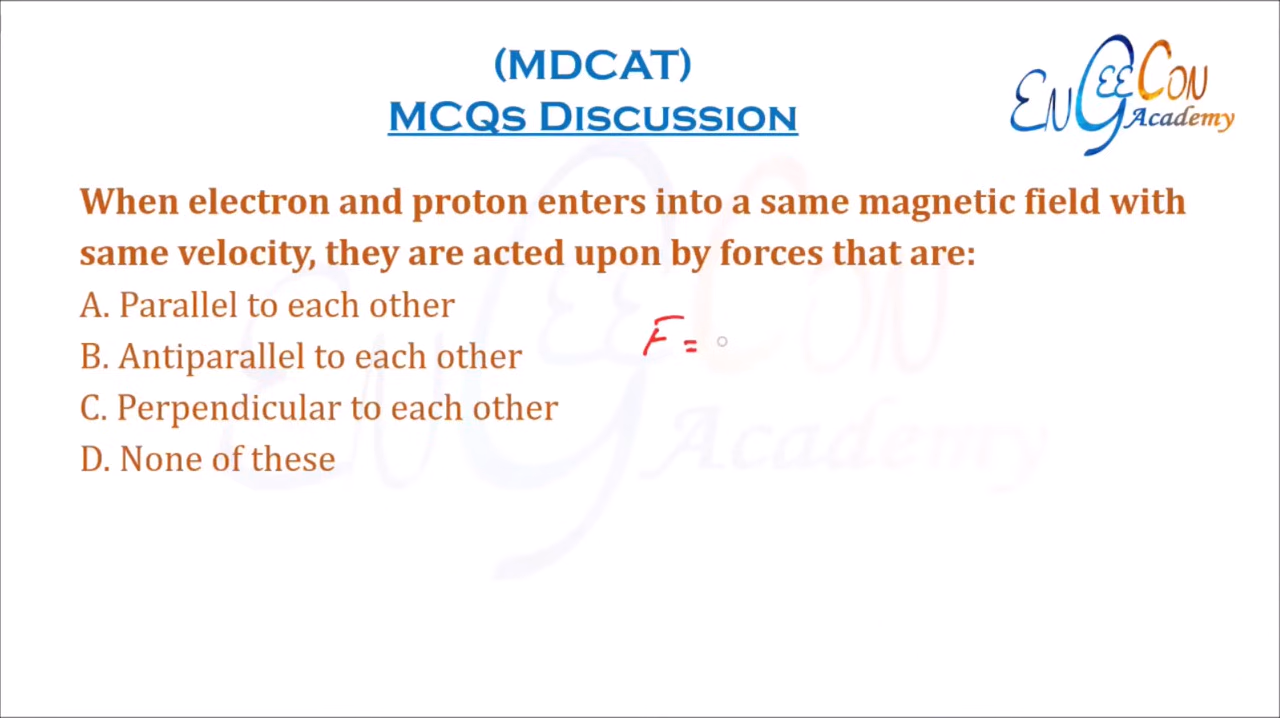 (MDCAT)
MCQs Discussion
EnGeeCon
Academy
When electron and proton enters into a same magnetic field with
same velocity, they are acted upon by forces that are:
A. Parallel to each other
B. Antiparallel to each other
C. Perpendicular to each other
D. None of these
F =